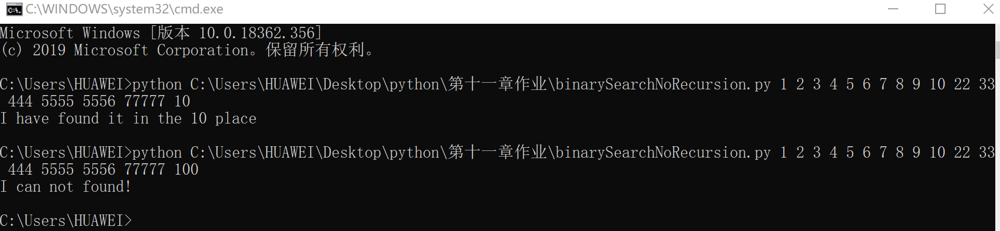 C:\WINDOWS\system32\cmd.exe
Microsoft Windows [版本 10.0.18362.356]
(c) 2019 Microsoft Corporation。保留所有权利。
C:\Users\HUAWEI>python C:\Users\HUAWEI\Desktop\python\第十一章作业\binarySearchNoRecursion.py 1 2 3 4 5 6 7 8 9 10 22 33
444 5555 5556 77777 10
I have found it in the 10 place
C:\Users\HUAWEI>python C:\Users\HUAWEI\Desktop\python\第十一章作业\binarySearchNoRecursion.py 1 2 3 4 5 6 7 8 9 10 22 33
444 5555 5556 77777 100
I can not found!
C:\Users\HUAWEI>